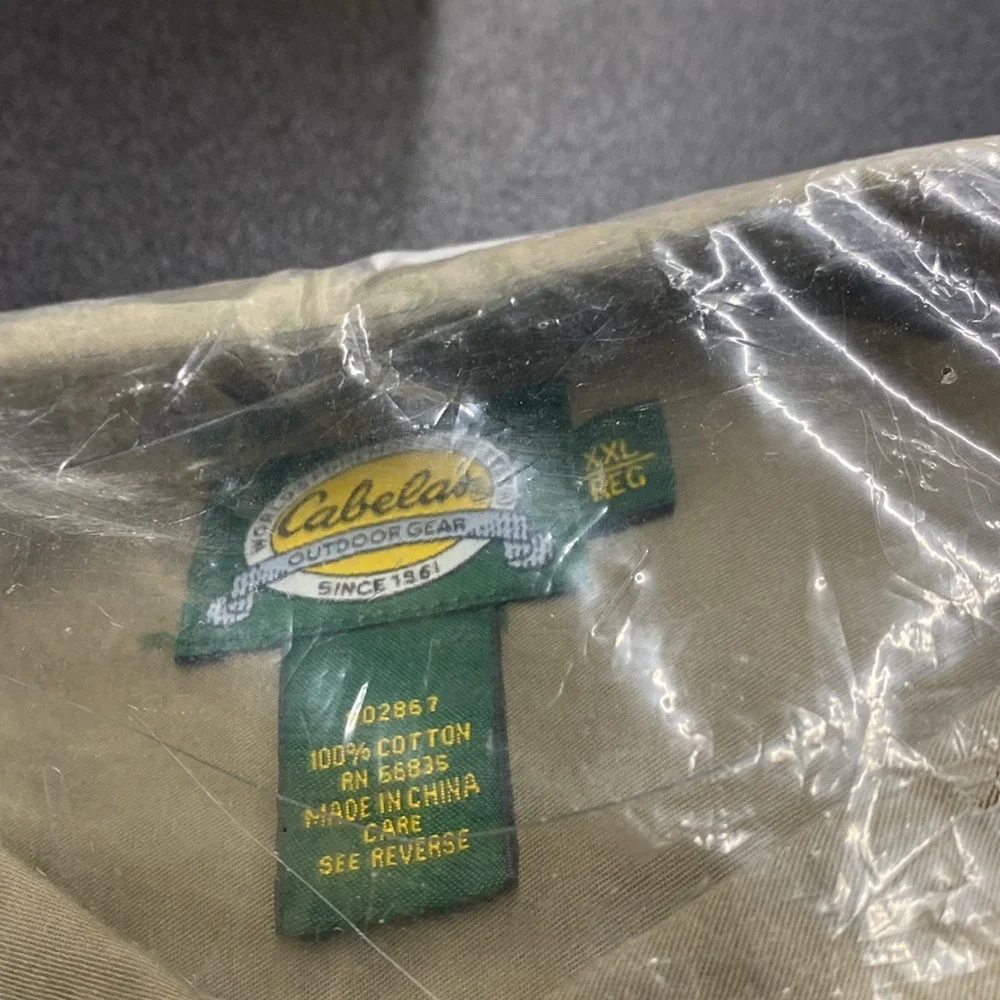 Cabela's
OUTDOOR GEAR
SINCE 1961
XXL
REG
02867
100% COTTON
RN 56835
MADE IN CHINA
CARE
SEE REVERSE